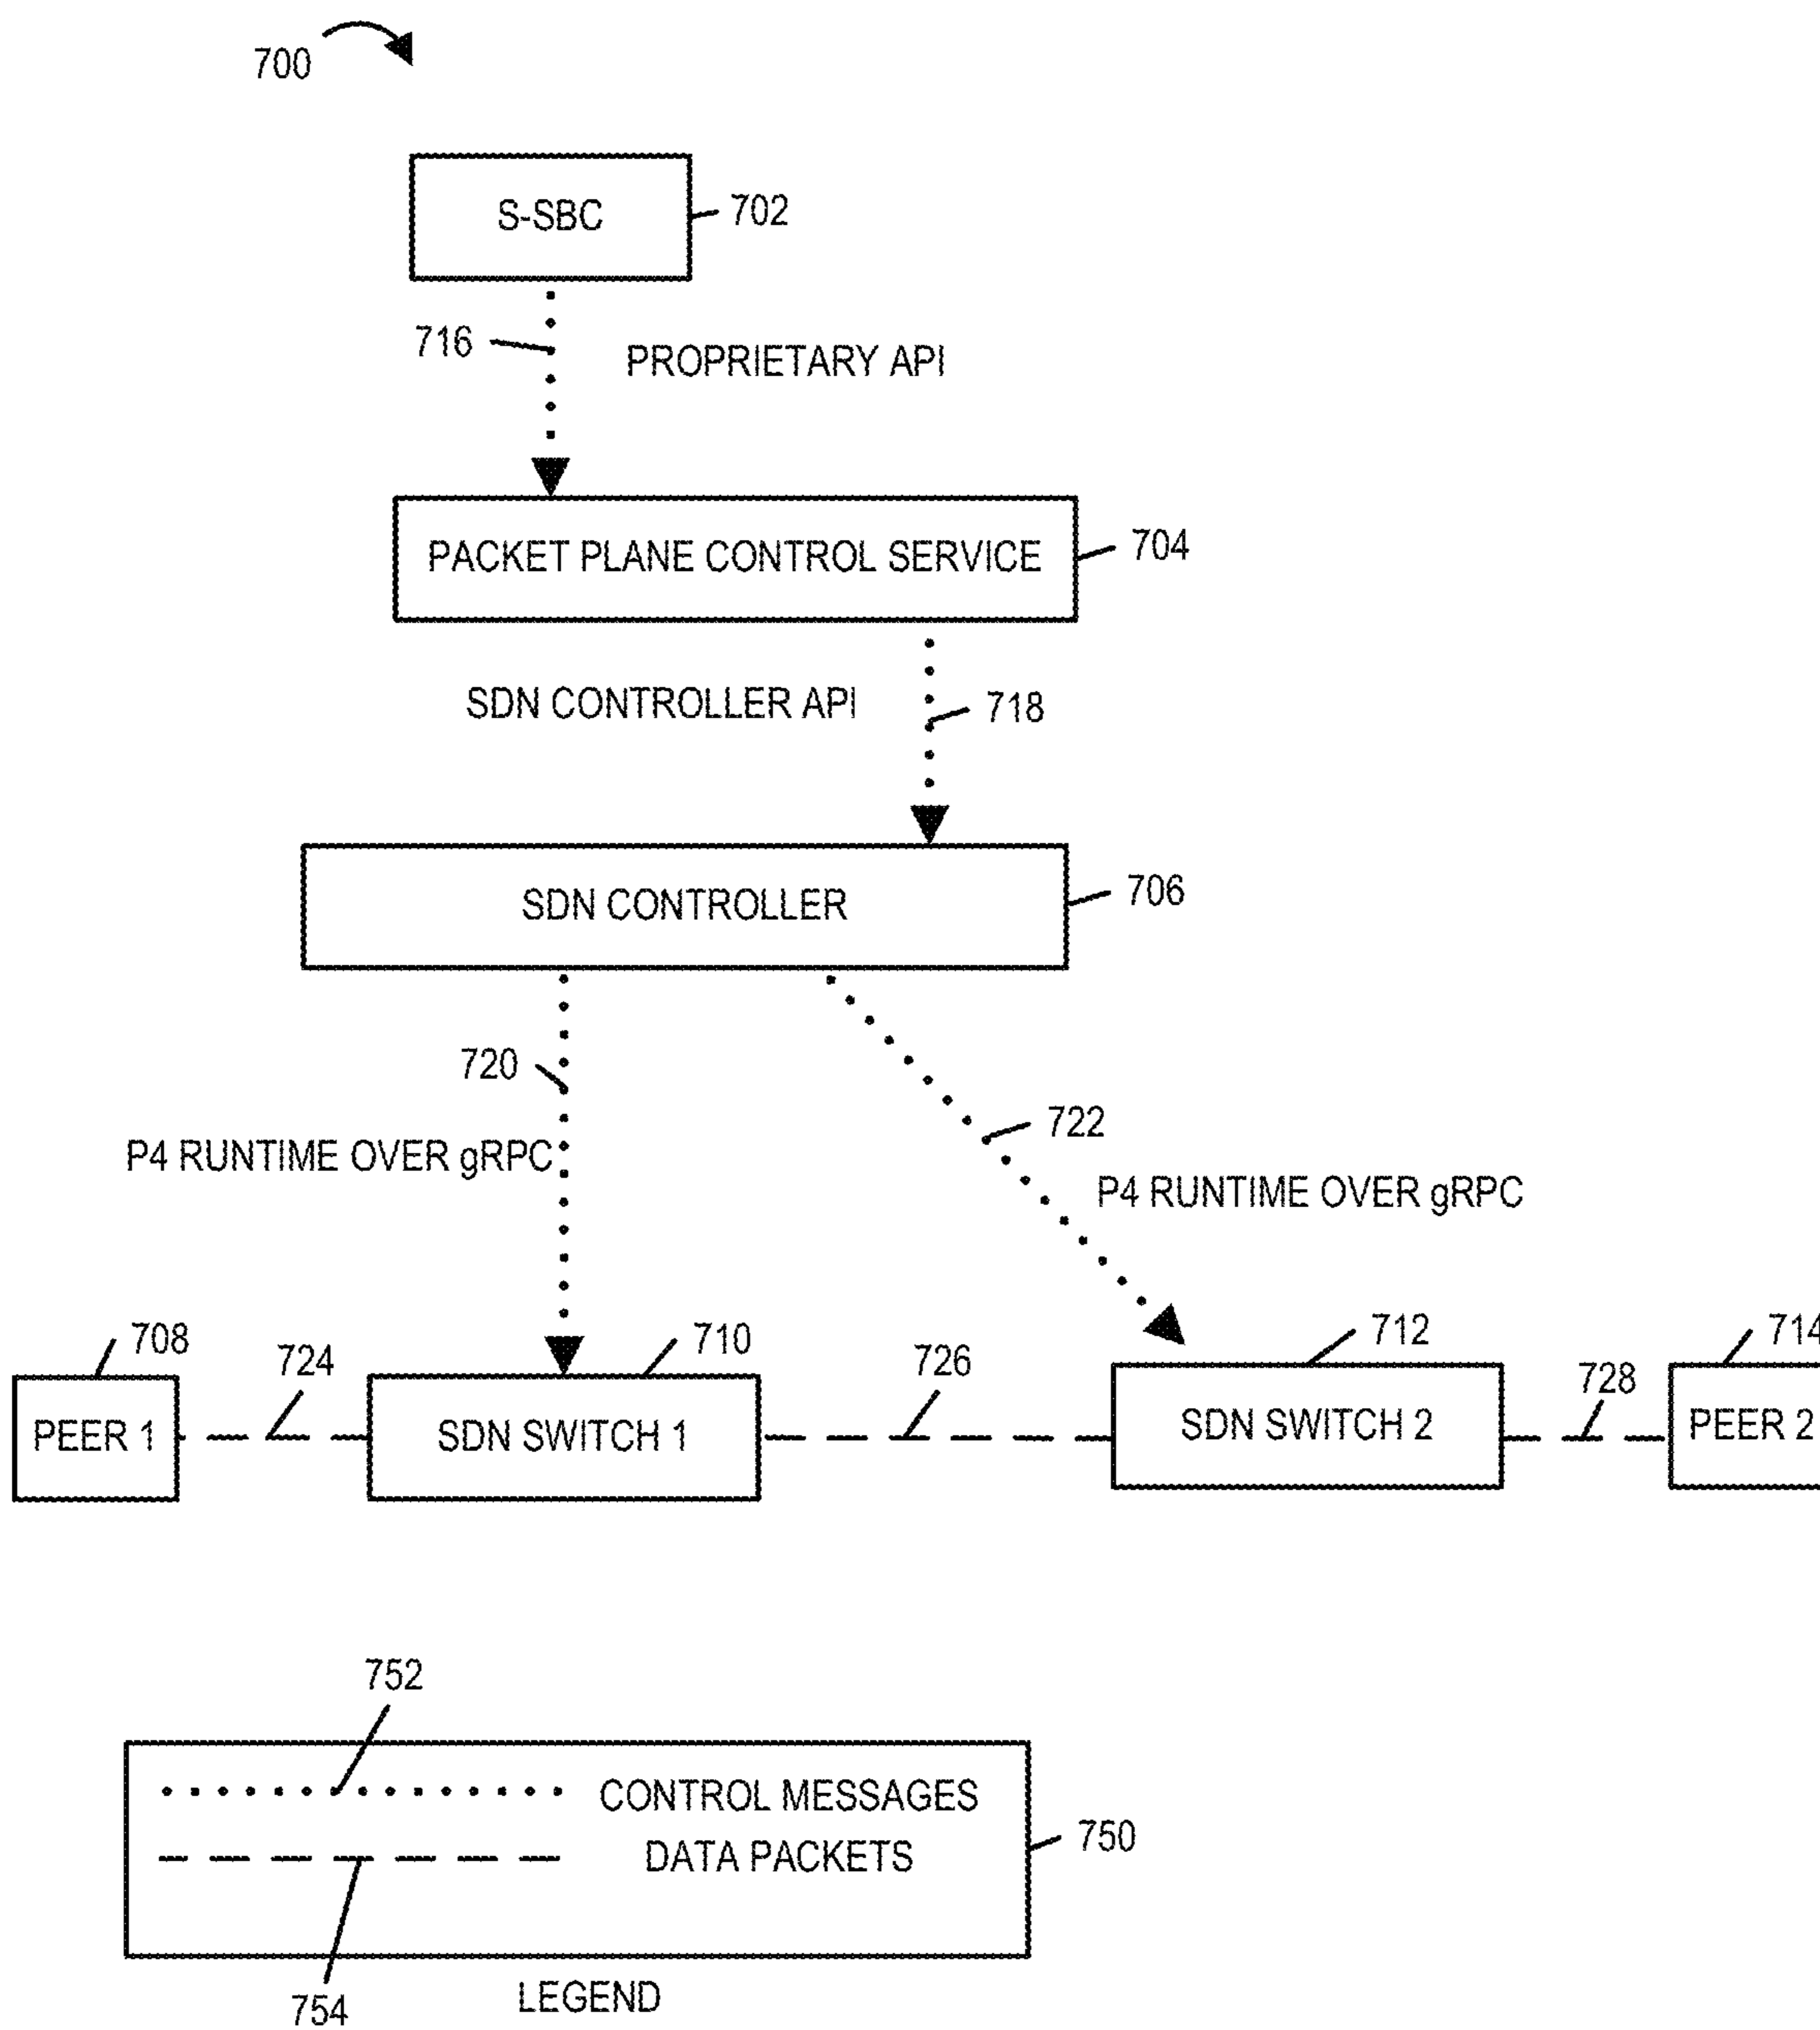 700
S-SBC
702
716
PROPRIETARY API
PACKET PLANE CONTROL SERVICE
704
SDN CONTROLLER API
718
SDN CONTROLLER
706
720
722
P4 RUNTIME OVER gRPC
P4 RUNTIME OVER gRPC
708
724
710
726
712
728
714
PEER 1
SDN SWITCH 1
SDN SWITCH 2
PEER 2
752
CONTROL MESSAGES
DATA PACKETS
750
754
LEGEND